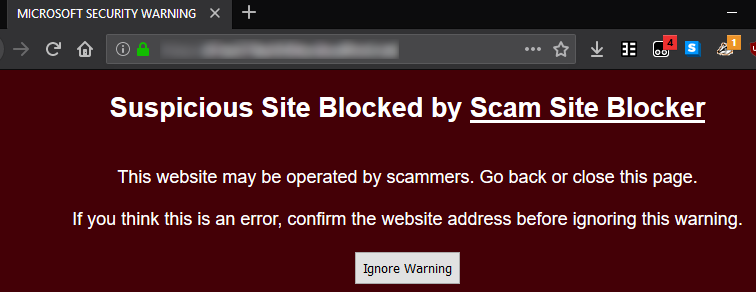 MICROSOFT SECURITY WARNING
4
S
1
Suspicious Site Blocked by Scam Site Blocker
This website may be operated by scammers. Go back or close this page.
If you think this is an error, confirm the website address before ignoring this warning.
Ignore Warning